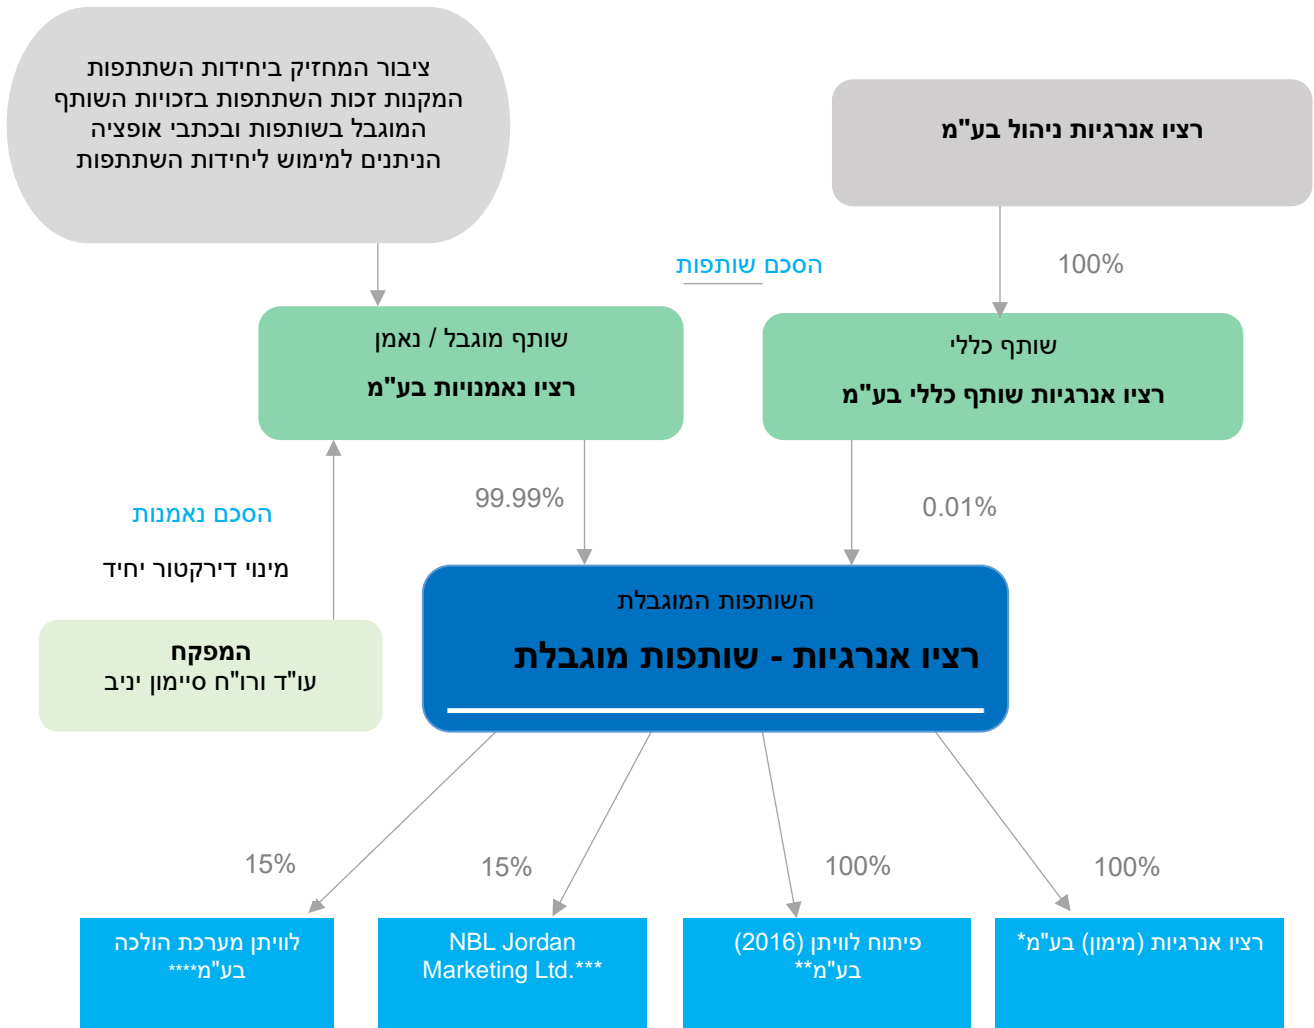 ציבור המחזיק ביחידות השתתפות
המקנות זכות השתתפות בזכויות השותף
המוגבל בשותפות ובכתבי אופציה
הניתנים למימוש ליחידות השתתפות
רציו אנרגיות ניהול בע"מ
הסכם שותפות
100%
שותף מוגבל / נאמן
רציו נאמנויות בע"מ
שותף כללי
רציו אנרגיות שותף כללי בע"מ
99.99%
0.01%
הסכם נאמנות
מינוי דירקטור יחיד
המפקח
עו"ד ורו"ח סיימון יניב
השותפות המוגבלת
רציו אנרגיות - שותפות מוגבלת
15%
15%
100%
100%
לוויתן מערכת הולכה
בע"מ****
NBL Jordan
Marketing Ltd.***
פיתוח לוויתן (2016)
בע"מ**
רציו אנרגיות (מימון) בע"מ*